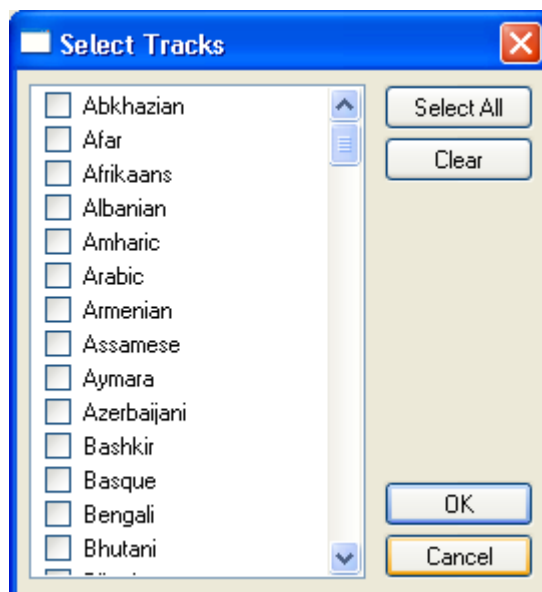 Select Tracks
Abkhazian
Afar
Afrikaans
Albanian
Amharic
Arabic
Armenian
Assamese
Aymara
Azerbaijani
Bashkir
Basque
Bengali
Bhutani
Select All
Clear
OK
Cancel